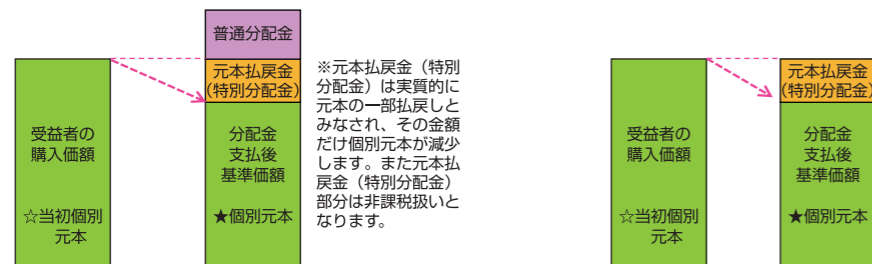 普通分配金
元本払戻金
(特別分配金)
受益者の
購入価額
☆当初個別
元本
分配金
支払後
基準価額
★個別元本
※元本払戻金（特別
分配金）は実質的に
元本の一部払戻しと
みなされ、その金額
だけ個別元本が減少
します。また元本払
戻金（特別分配金）
部分は非課税扱いと
なります。
受益者の
購入価額
☆当初個別
元本
元本払戻金
(特別分配金)
分配金
支払後
基準価額
★個別元本